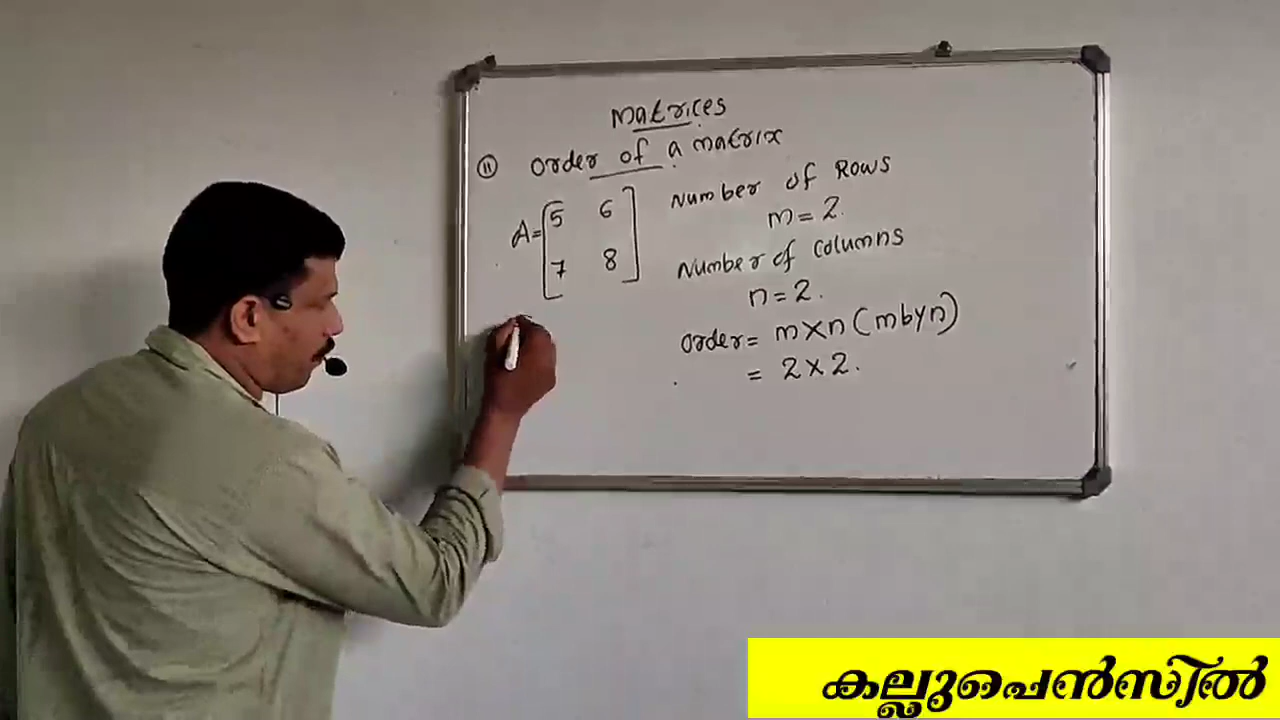 Matrices
(ii) Order of a matrix
A = [5 6
7 8]
Number of Rows
m = 2.
Number of columns
n = 2.
order = m × n (m by n)
= 2 × 2.
കല്ലുപെൻസിൽ